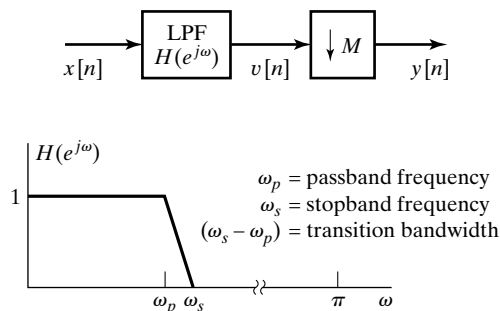 LPF
H(e^{jω})
↓ M
x[n]
v[n]
y[n]
H(e^{jω})
1
ω_p = passband frequency
ω_s = stopband frequency
(ω_s – ω_p) = transition bandwidth
ω_p
ω_s
π
ω